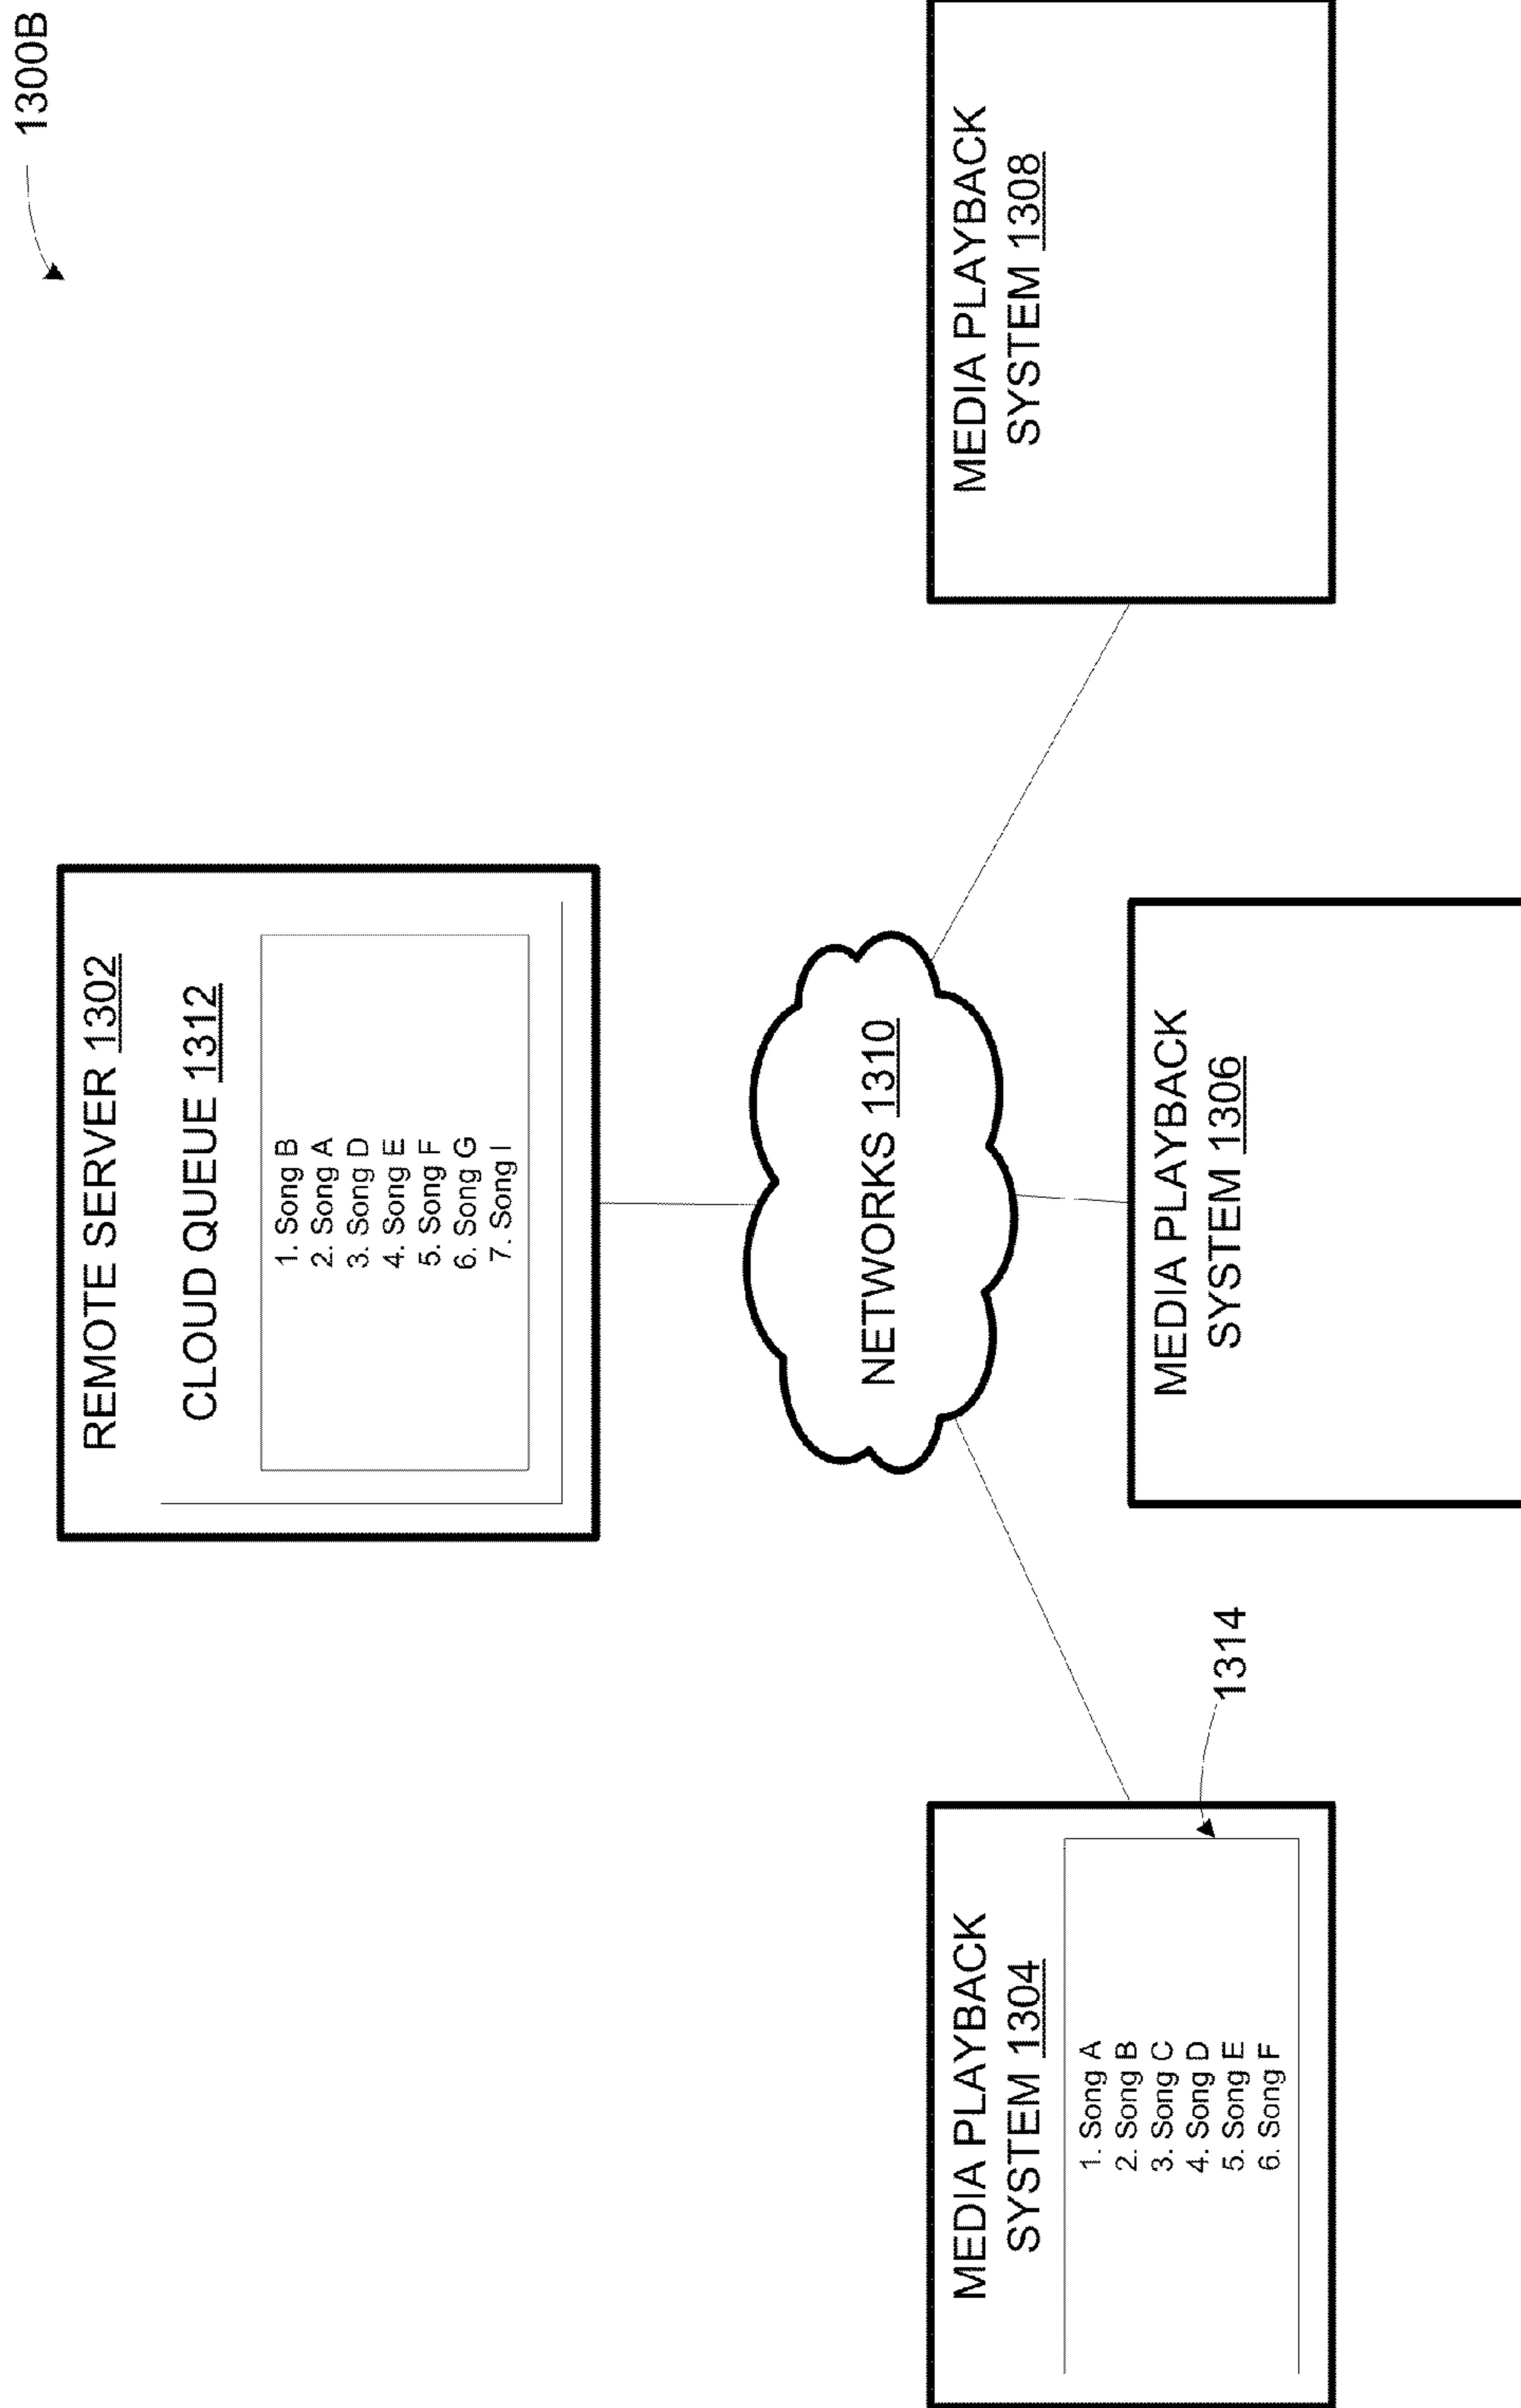 1300B
REMOTE SERVER 1302
CLOUD QUEUE 1312
1. Song B
2. Song A
3. Song D
4. Song E
5. Song F
6. Song G
7. Song I
NETWORKS 1310
MEDIA PLAYBACK
SYSTEM 1304
1. Song A
2. Song B
3. Song C
4. Song D
5. Song E
6. Song F
1314
MEDIA PLAYBACK
SYSTEM 1306
MEDIA PLAYBACK
SYSTEM 1308